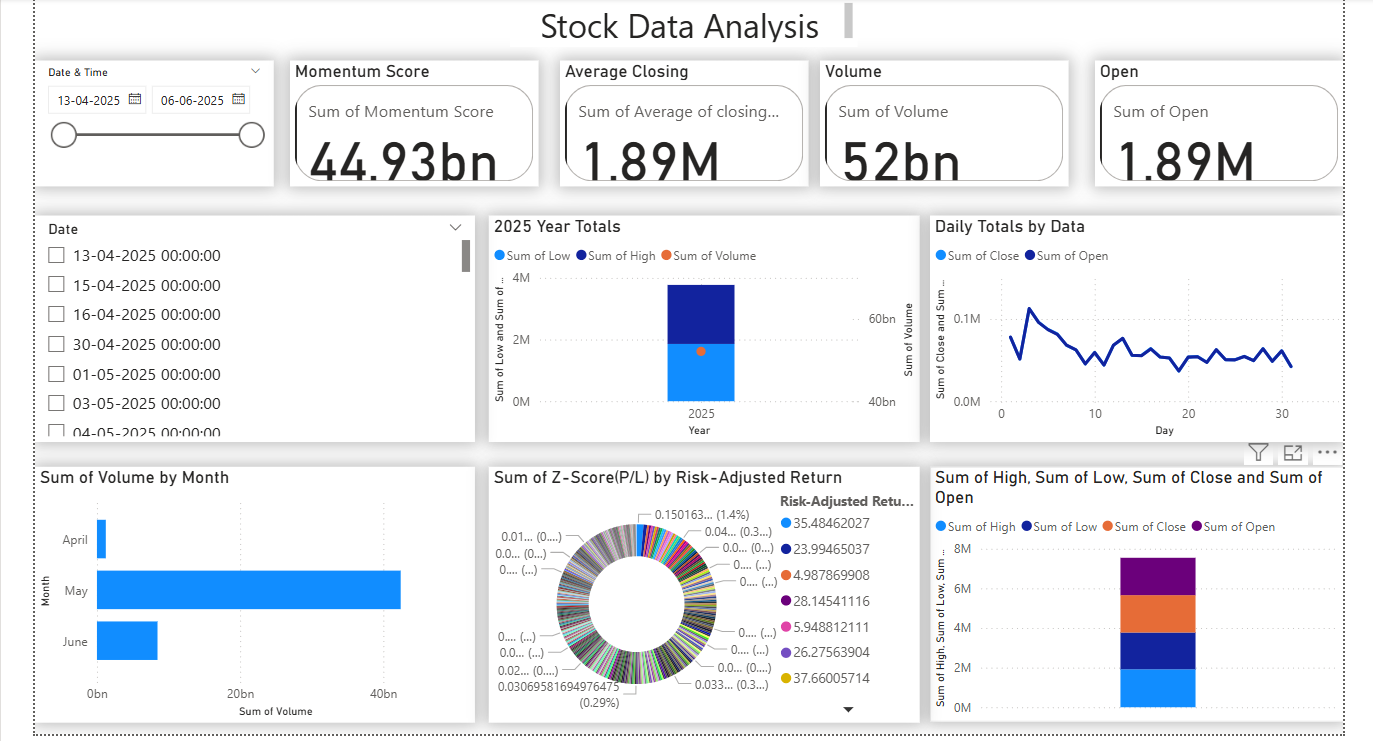 Stock Data Analysis
Date & Time
13-04-2025
06-06-2025
Momentum Score
Sum of Momentum Score
44.93bn
Average Closing
Sum of Average of closing...
1.89M
Volume
Sum of Volume
52bn
Open
Sum of Open
1.89M
Date
13-04-2025 00:00:00
15-04-2025 00:00:00
16-04-2025 00:00:00
30-04-2025 00:00:00
01-05-2025 00:00:00
03-05-2025 00:00:00
04-05-2025 00:00:00
2025 Year Totals
Sum of Low Sum of High Sum of Volume
Sum of Low and Sum of ...
4M
2M
0M
60bn
40bn
Sum of Volume
2025
Year
Daily Totals by Data
Sum of Close Sum of Open
Sum of Close and Sum ...
0.1M
0.0M
0 10 20 30
Day
Sum of Volume by Month
Month
April
May
June
0bn 20bn 40bn
Sum of Volume
Sum of Z-Score(P/L) by Risk-Adjusted Return
0.150163... (1.4%)
0.04... (0.3...)
0.0... (0...)
0.... (...)
0.... (...)
0.... (...)
0.... (...)
0.0... (0....)
0.033... (0.3...)
0.03069581694976475
(0.29%)
0.02... (0....)
0.0... (...)
0.... (...)
0.... (...)
0.0... (0...)
0.01... (0....)
Risk-Adjusted Retu...
35.48462027
23.99465037
4.987869908
28.14541116
5.948812111
26.27563904
37.66005714
Sum of High, Sum of Low, Sum of Close and Sum of
Open
Sum of High Sum of Low Sum of Close Sum of Open
Sum of High, Sum of Low, Sum ...
8M
6M
4M
2M
0M